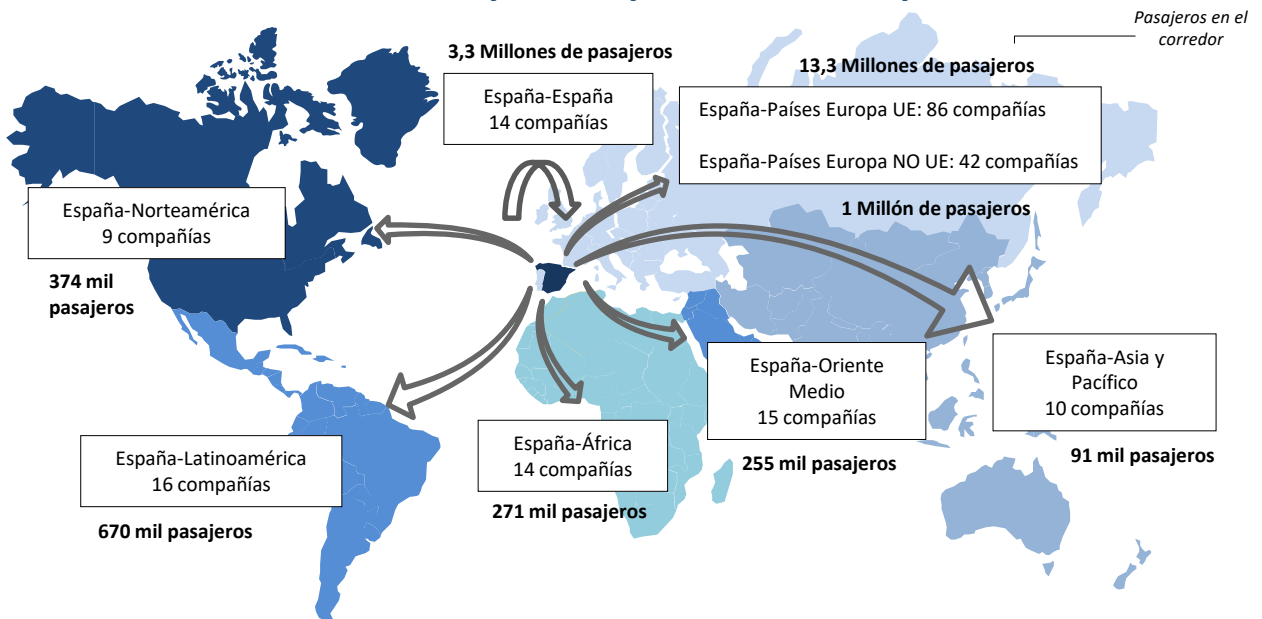 Pasajeros en el
corredor
3,3 Millones de pasajeros
España-España
14 compañías
13,3 Millones de pasajeros
España-Países Europa UE: 86 compañías
España-Países Europa NO UE: 42 compañías
1 Millón de pasajeros
España-Norteamérica
9 compañías
374 mil
pasajeros
España-Oriente
Medio
15 compañías
255 mil pasajeros
España-Asia y
Pacífico
10 compañías
91 mil pasajeros
España-Latinoamérica
16 compañías
670 mil pasajeros
España-África
14 compañías
271 mil pasajeros